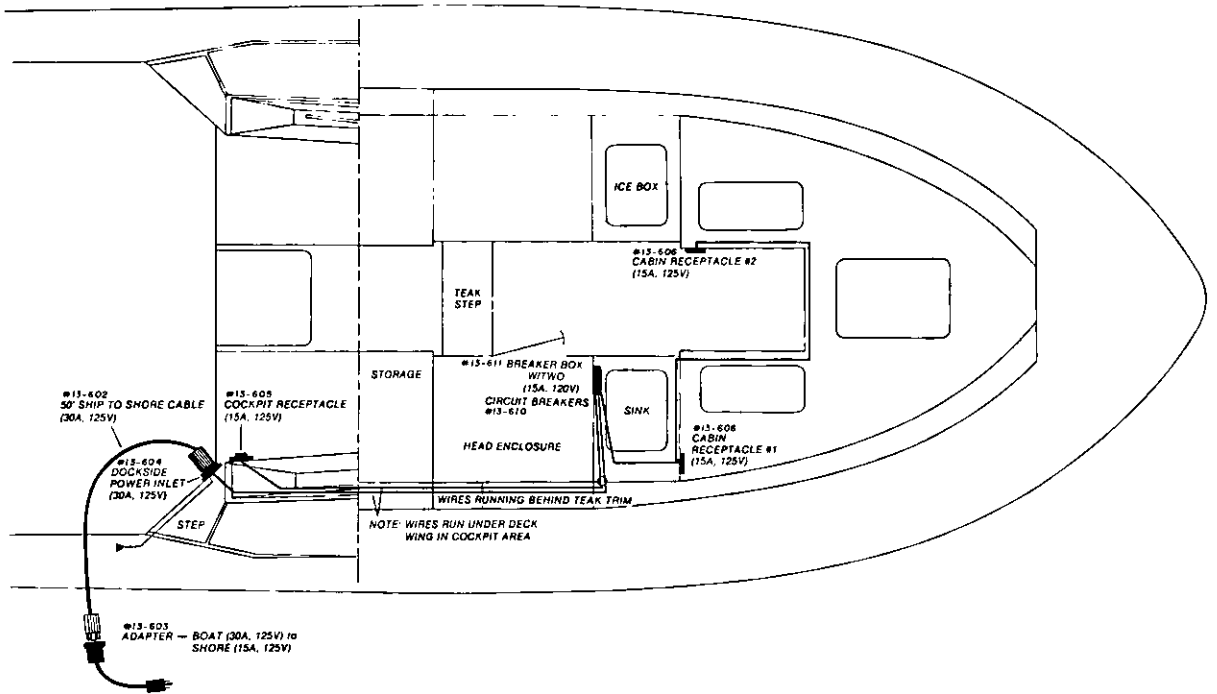 ICE BOX
#13-606
CABIN RECEPTACLE #2
(15A, 125V)
TEAK
STEP
#13-611 BREAKER BOX
W/TWO
(15A, 120V)
CIRCUIT BREAKERS
#13-610
STORAGE
SINK
HEAD ENCLOSURE
#13-606
CABIN
RECEPTACLE #1
(15A, 125V)
#13-602
50' SHIP TO SHORE CABLE
(30A, 125V)
#13-605
COCKPIT RECEPTACLE
(15A, 125V)
#13-604
DOCKSIDE
POWER INLET
(30A, 125V)
WIRES RUNNING BEHIND TEAK TRIM
STEP
NOTE: WIRES RUN UNDER DECK
WING IN COCKPIT AREA
#13-603
ADAPTER — BOAT (30A, 125V) to
SHORE (15A, 125V)